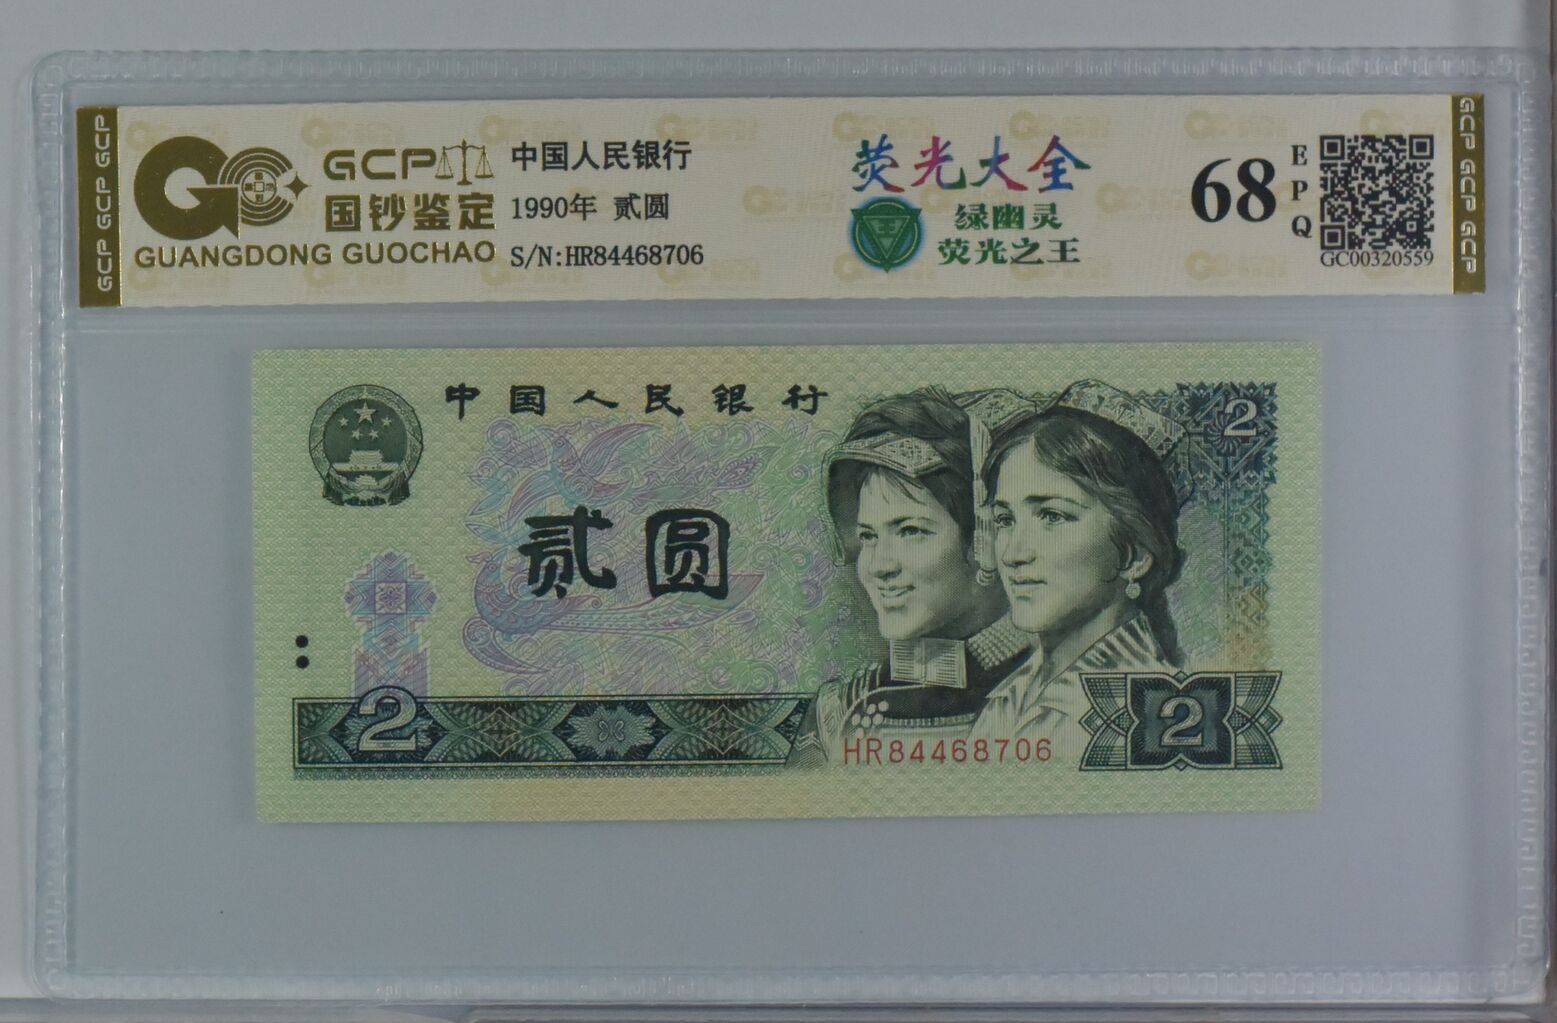 GCP GCP GCP
GCP
国钞鉴定
GUANGDONG GUOCHAO
中国人民银行
1990年 贰圆
S/N:HR84468706
荧光大全
王
绿幽灵
荧光之王
68
EPQ
GC00320559
GCP GCP GCP
中国人民银行
2
贰圆
2
HR84468706
2